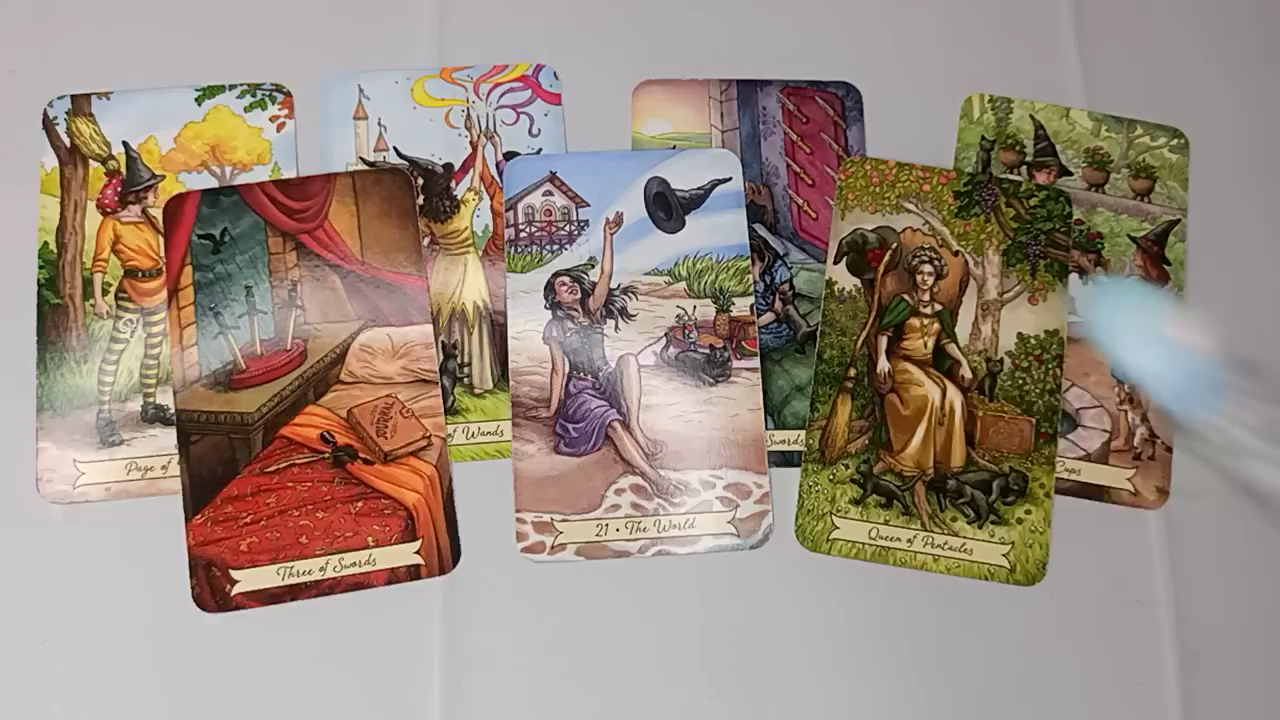 Page of
of Wands
Swords
Cups
Three of Swords
21 • The World
Queen of Pentacles